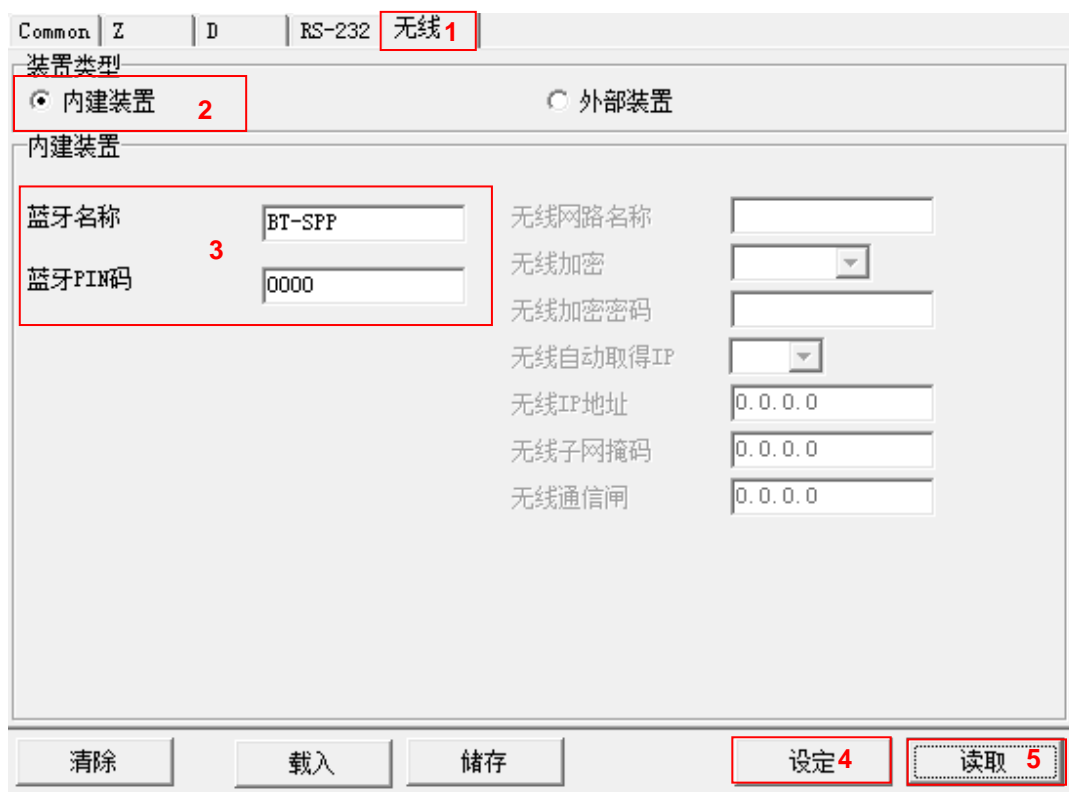 Common Z D RS-232 无线 1
装置类型
内建装置 2 外部装置
内建装置
蓝牙名称 BT-SPP 无线网路名称
3
无线加密
蓝牙PIN码 0000
无线加密密码
无线自动取得IP
无线IP地址 0.0.0.0
无线子网掩码 0.0.0.0
无线通信闸 0.0.0.0
清除 载入 储存 设定 4 读取 5